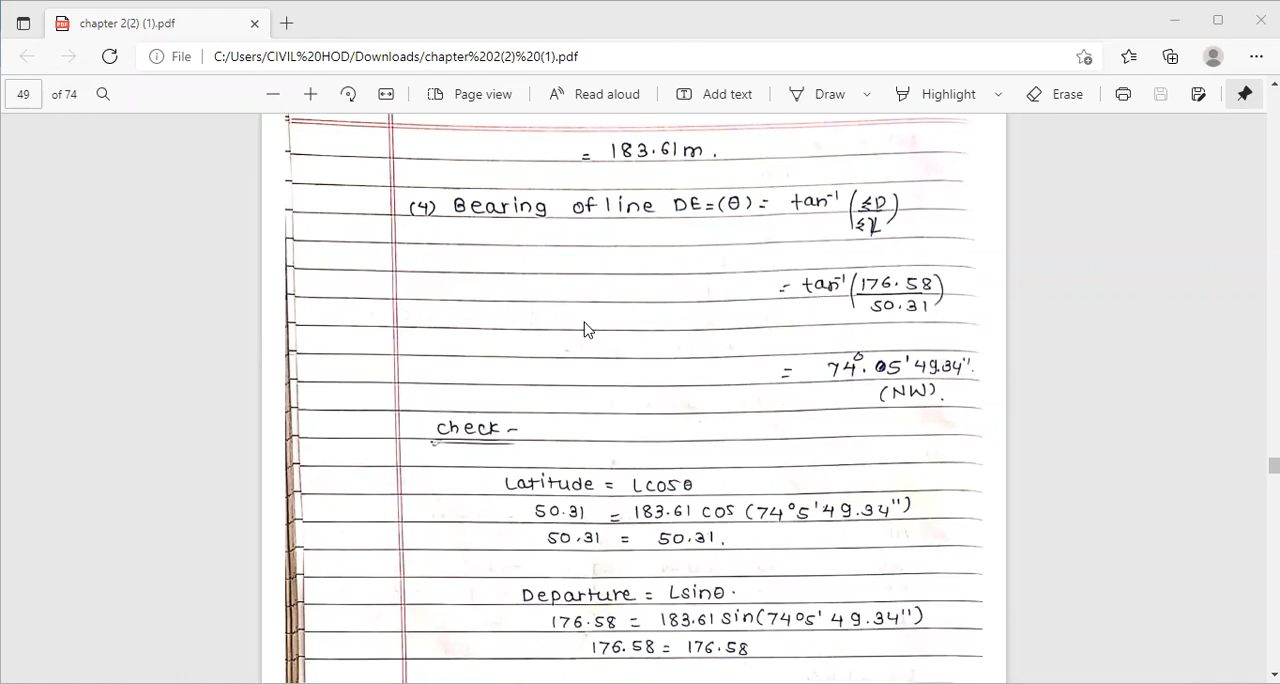 chapter 2(2) (1).pdf
File C:/Users/CIVIL%20HOD/Downloads/chapter%202(2)%20(1).pdf
49 of 74 Page view Read aloud Add text Draw Highlight Erase
= 183.61m.
(4) Bearing of line DE=(θ)= tan⁻¹(ΣD/ΣL)
= tan⁻¹(176.58/50.31)
= 74°.05'49.34".
(NW).
Check-
Latitude = Lcosθ
50.31 = 183.61 cos (74°5'49.34")
50.31 = 50.31.
Departure = Lsinθ.
176.58 = 183.61 sin(74°5'49.34")
176.58 = 176.58